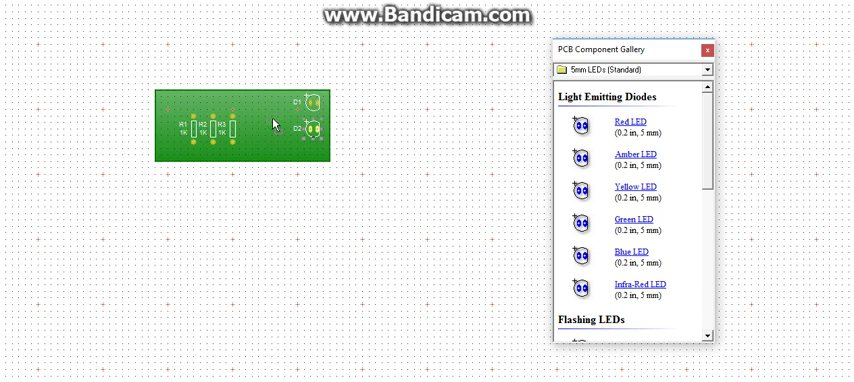 www.Bandicam.com
PCB Component Gallery
5mm LEDs (Standard)
Light Emitting Diodes
Red LED
(0.2 in, 5 mm)
Amber LED
(0.2 in, 5 mm)
Yellow LED
(0.2 in, 5 mm)
Green LED
(0.2 in, 5 mm)
Blue LED
(0.2 in, 5 mm)
Infra-Red LED
(0.2 in, 5 mm)
Flashing LEDs
D1
D2
R1 R2 R3
1K 1K 1K